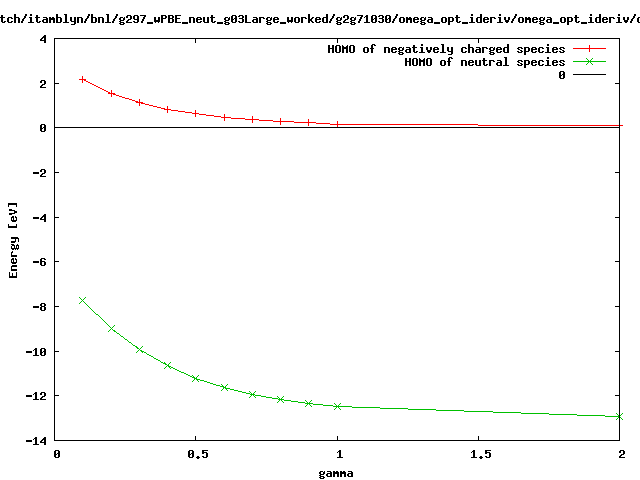 tch/itamblyn/bnl/g297_wPBE_neut_g03Large_worked/g2g71030/omega_opt_ideriv/omega_opt_ideriv/c
HOMO of negatively charged species
HOMO of neutral species
0
4
2
0
-2
-4
-6
-8
-10
-12
-14
Energy [eV]
0 0.5 1 1.5 2
gamma